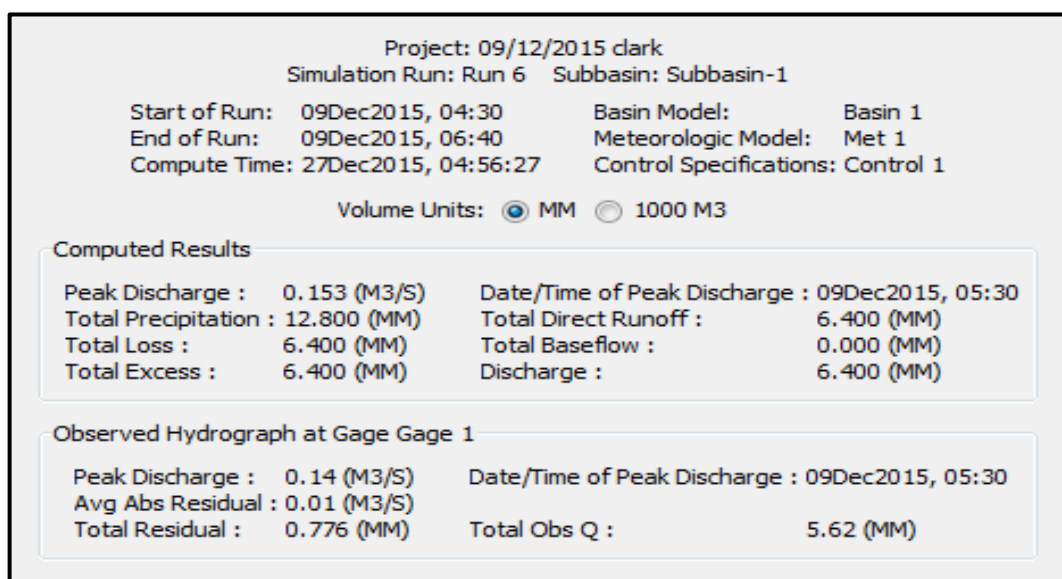 Project: 09/12/2015 clark
Simulation Run: Run 6 Subbasin: Subbasin-1
Start of Run: 09Dec2015, 04:30 Basin Model: Basin 1
End of Run: 09Dec2015, 06:40 Meteorologic Model: Met 1
Compute Time: 27Dec2015, 04:56:27 Control Specifications: Control 1
Volume Units: MM 1000 M3
Computed Results
Peak Discharge : 0.153 (M3/S) Date/Time of Peak Discharge : 09Dec2015, 05:30
Total Precipitation : 12.800 (MM) Total Direct Runoff : 6.400 (MM)
Total Loss : 6.400 (MM) Total Baseflow : 0.000 (MM)
Total Excess : 6.400 (MM) Discharge : 6.400 (MM)
Observed Hydrograph at Gage Gage 1
Peak Discharge : 0.14 (M3/S) Date/Time of Peak Discharge : 09Dec2015, 05:30
Avg Abs Residual : 0.01 (M3/S)
Total Residual : 0.776 (MM) Total Obs Q : 5.62 (MM)